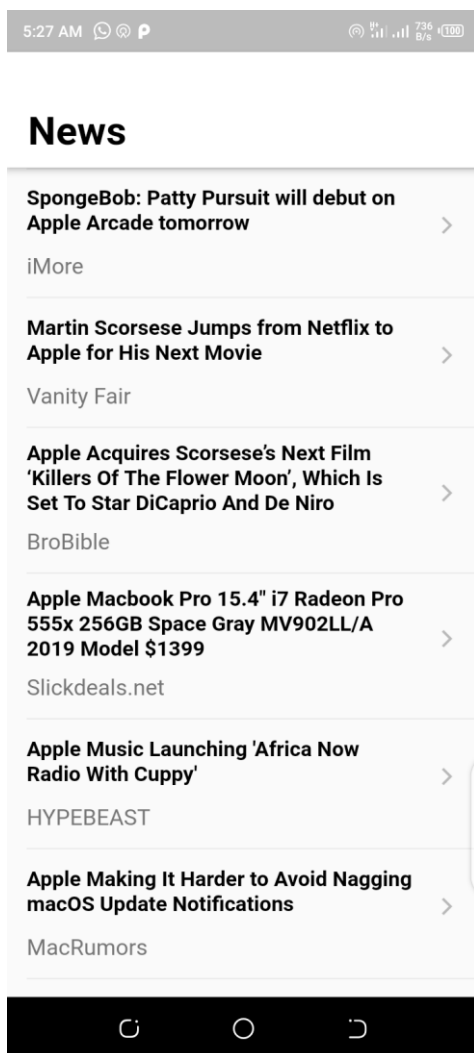 5:27 AM
736
B/s
100
News
SpongeBob: Patty Pursuit will debut on
Apple Arcade tomorrow
iMore
Martin Scorsese Jumps from Netflix to
Apple for His Next Movie
Vanity Fair
Apple Acquires Scorsese’s Next Film
‘Killers Of The Flower Moon’, Which Is
Set To Star DiCaprio And De Niro
BroBible
Apple Macbook Pro 15.4" i7 Radeon Pro
555x 256GB Space Gray MV902LL/A
2019 Model $1399
Slickdeals.net
Apple Music Launching 'Africa Now
Radio With Cuppy'
HYPEBEAST
Apple Making It Harder to Avoid Nagging
macOS Update Notifications
MacRumors